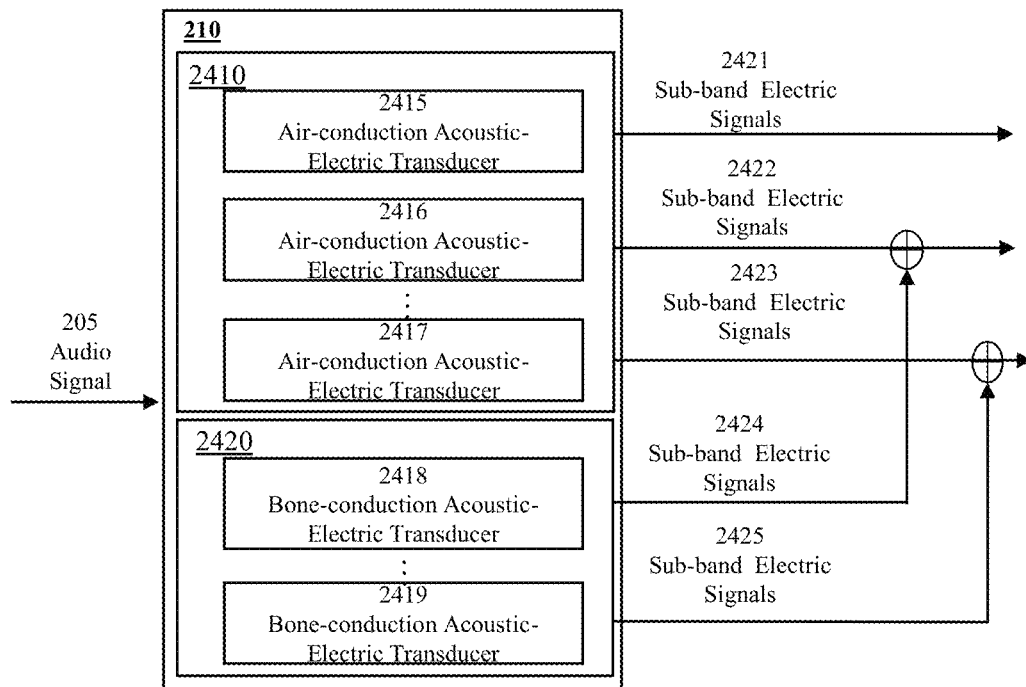 210
2410
2415
Air-conduction Acoustic-
Electric Transducer
2416
Air-conduction Acoustic-
Electric Transducer
2417
Air-conduction Acoustic-
Electric Transducer
205
Audio
Signal
2420
2418
Bone-conduction Acoustic-
Electric Transducer
2419
Bone-conduction Acoustic-
Electric Transducer
2421
Sub-band Electric
Signals
2422
Sub-band Electric
Signals
2423
Sub-band Electric
Signals
2424
Sub-band Electric
Signals
2425
Sub-band Electric
Signals